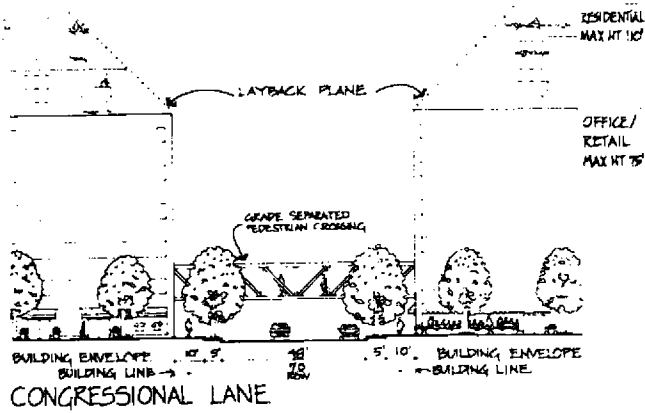 RESIDENTIAL
MAX HT 110'
LAYBACK PLANE
OFFICE/
RETAIL
MAX HT 75'
GRADE SEPARATED
PEDESTRIAN CROSSING
BUILDING ENVELOPE 10' 5' 5' 10' BUILDING ENVELOPE
BUILDING LINE 70 BUILDING LINE
ROW
CONGRESSIONAL LANE